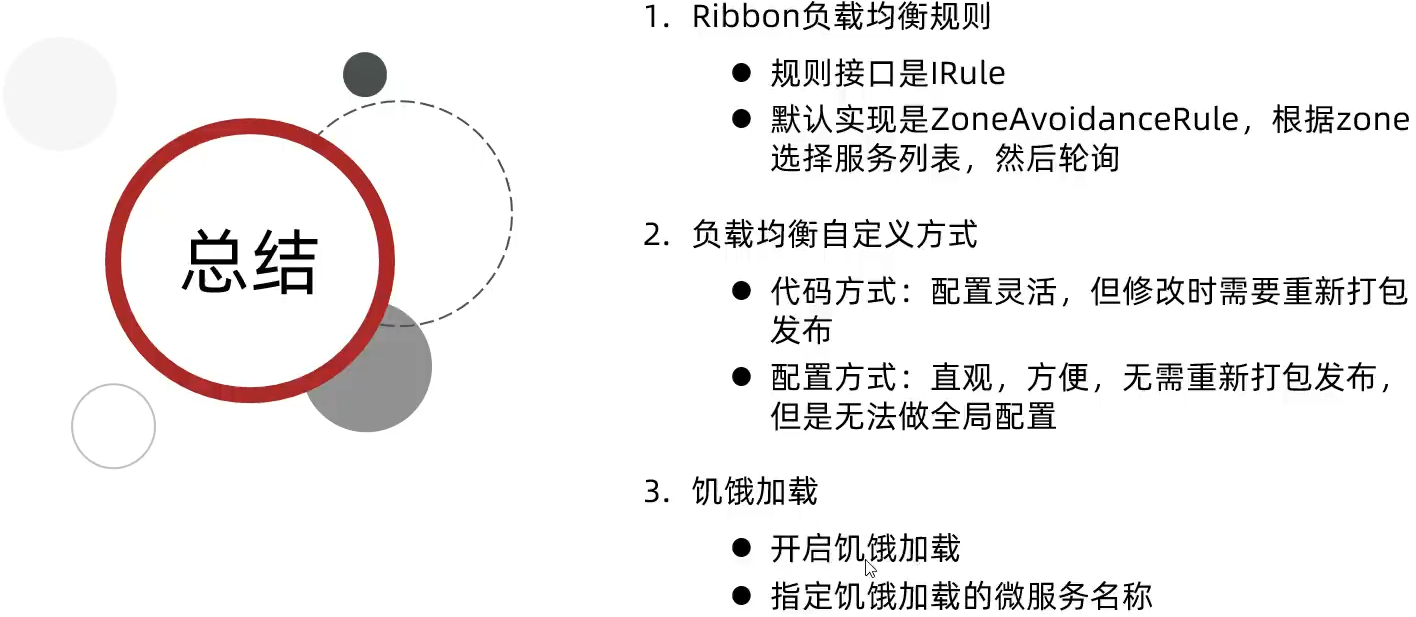 总结
1. Ribbon负载均衡规则
● 规则接口是IRule
● 默认实现是ZoneAvoidanceRule，根据zone
选择服务列表，然后轮询
2. 负载均衡自定义方式
● 代码方式：配置灵活，但修改时需要重新打包
发布
● 配置方式：直观，方便，无需重新打包发布，
但是无法做全局配置
3. 饥饿加载
● 开启饥饿加载
● 指定饥饿加载的微服务名称